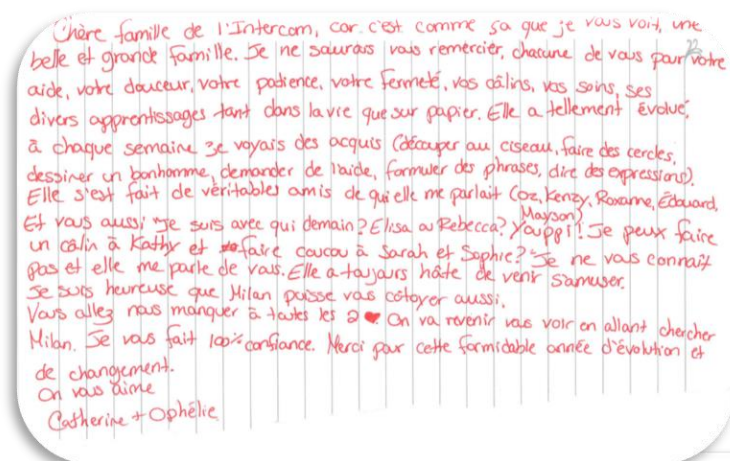 Chère famille de l'Intercom, car c'est comme sa que je vous voit, une
belle et grande famille. Je ne saurais vous remercier, chacune de vous pour votre
aide, votre douceur, votre patience, votre fermeté, vos câlins, vos soins, ses
divers apprentissages tant dans la vie que sur papier. Elle a tellement évolué,
à chaque semaine je voyais des acquis (découper au ciseau, faire des cercles,
dessiner un bonhomme, demander de l'aide, formuler des phrases, dire des expressions).
Elle s'est fait de véritables amis de qui elle me parlait (Oz, Kenzy, Roxanne, Édouard,
Mayson)
Et vous aussi "Je suis avec qui demain? Elisa ou Rebecca? Youppi! Je peux faire
un câlin à Kathy et faire coucou à Sarah et Sophie?" Je ne vous connait
pas et elle me parle de vous. Elle a toujours hâte de venir s'amuser.
Je suis heureuse que Milan puisse vous côtoyer aussi.
Vous allez nous manquer à toutes les 2 ❤ On va revenir vous voir en allant chercher
Milan. Je vous fait 100% confiance. Merci pour cette formidable année d'évolution et
de changement.
On vous aime
Catherine + Ophélie